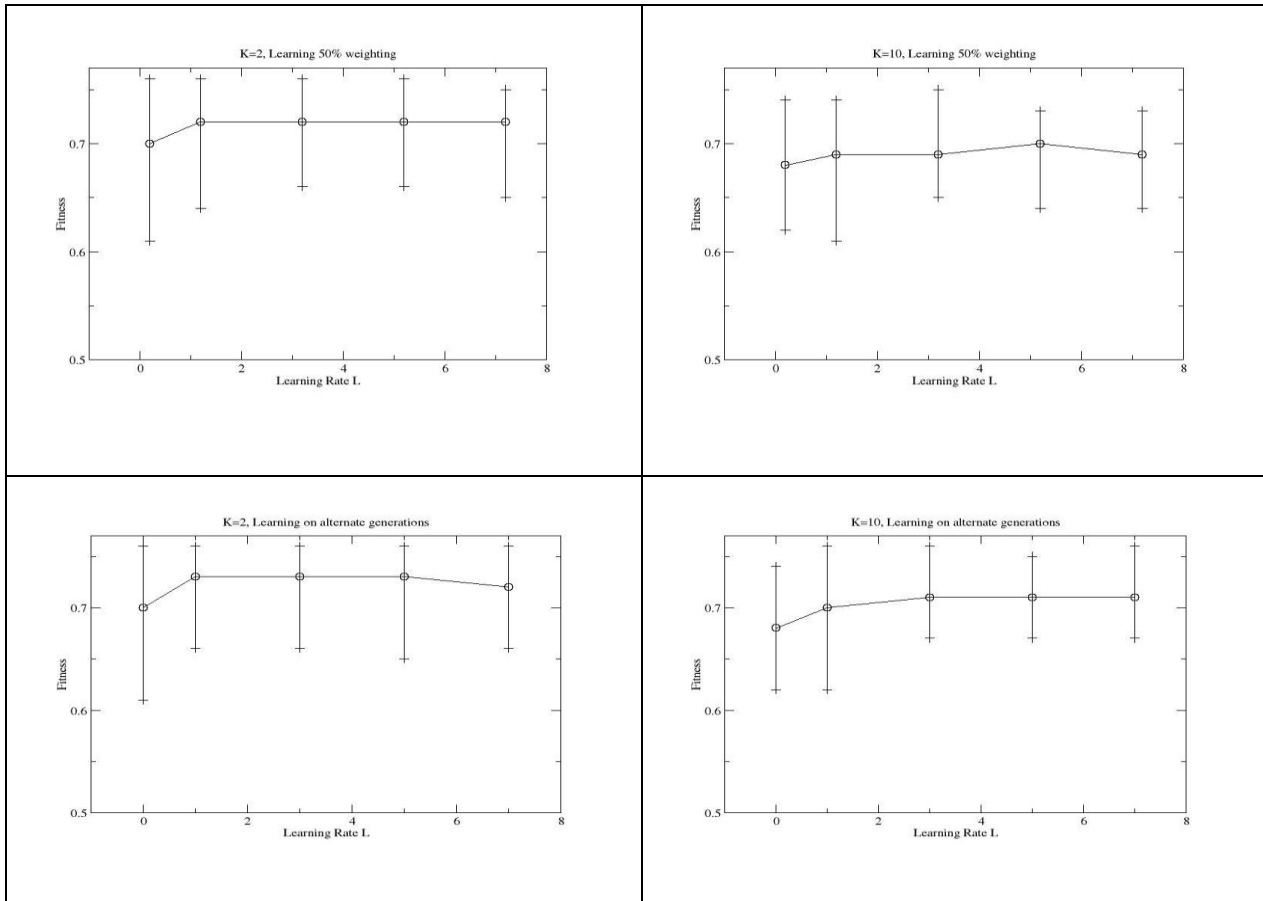 K=2, Learning 50% weighting
0.7
0.6
0.5
Fitness
0 2 4 6 8
Learning Rate L
K=10, Learning 50% weighting
0.7
0.6
0.5
Fitness
0 2 4 6 8
Learning Rate L
K=2, Learning on alternate generations
0.7
0.6
0.5
Fitness
0 2 4 6 8
Learning Rate L
K=10, Learning on alternate generations
0.7
0.6
0.5
Fitness
0 2 4 6 8
Learning Rate L